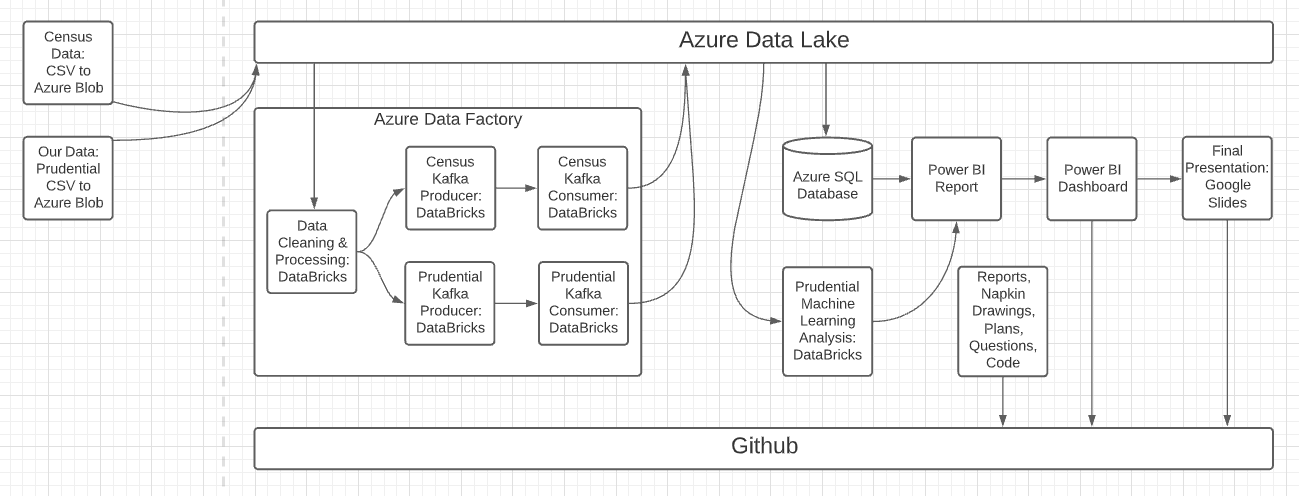 Census
Data:
CSV to
Azure Blob
Our Data:
Prudential
CSV to
Azure Blob
Azure Data Lake
Azure Data Factory
Data
Cleaning &
Processing:
DataBricks
Census
Kafka
Producer:
DataBricks
Census
Kafka
Consumer:
DataBricks
Prudential
Kafka
Producer:
DataBricks
Prudential
Kafka
Consumer:
DataBricks
Azure SQL
Database
Power BI
Report
Power BI
Dashboard
Final
Presentation:
Google
Slides
Prudential
Machine
Learning
Analysis:
DataBricks
Reports,
Napkin
Drawings,
Plans,
Questions,
Code
Github